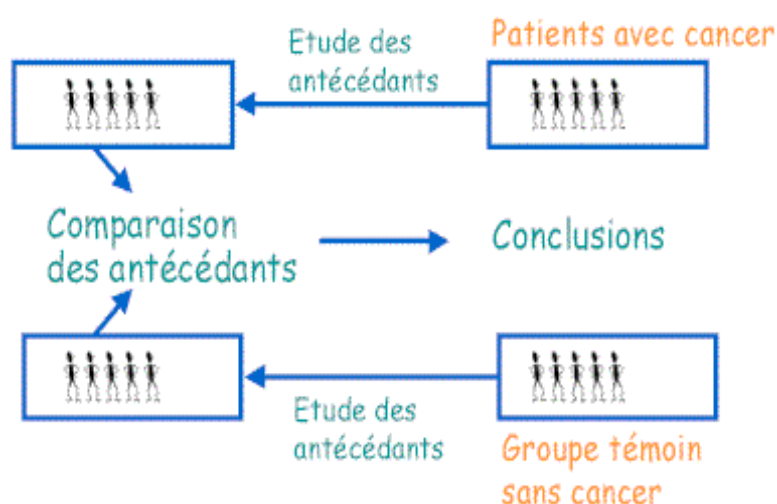 Patients avec cancer
Etude des
antécédants
Comparaison
des antécédants
Conclusions
Etude des
antécédants
Groupe témoin
sans cancer